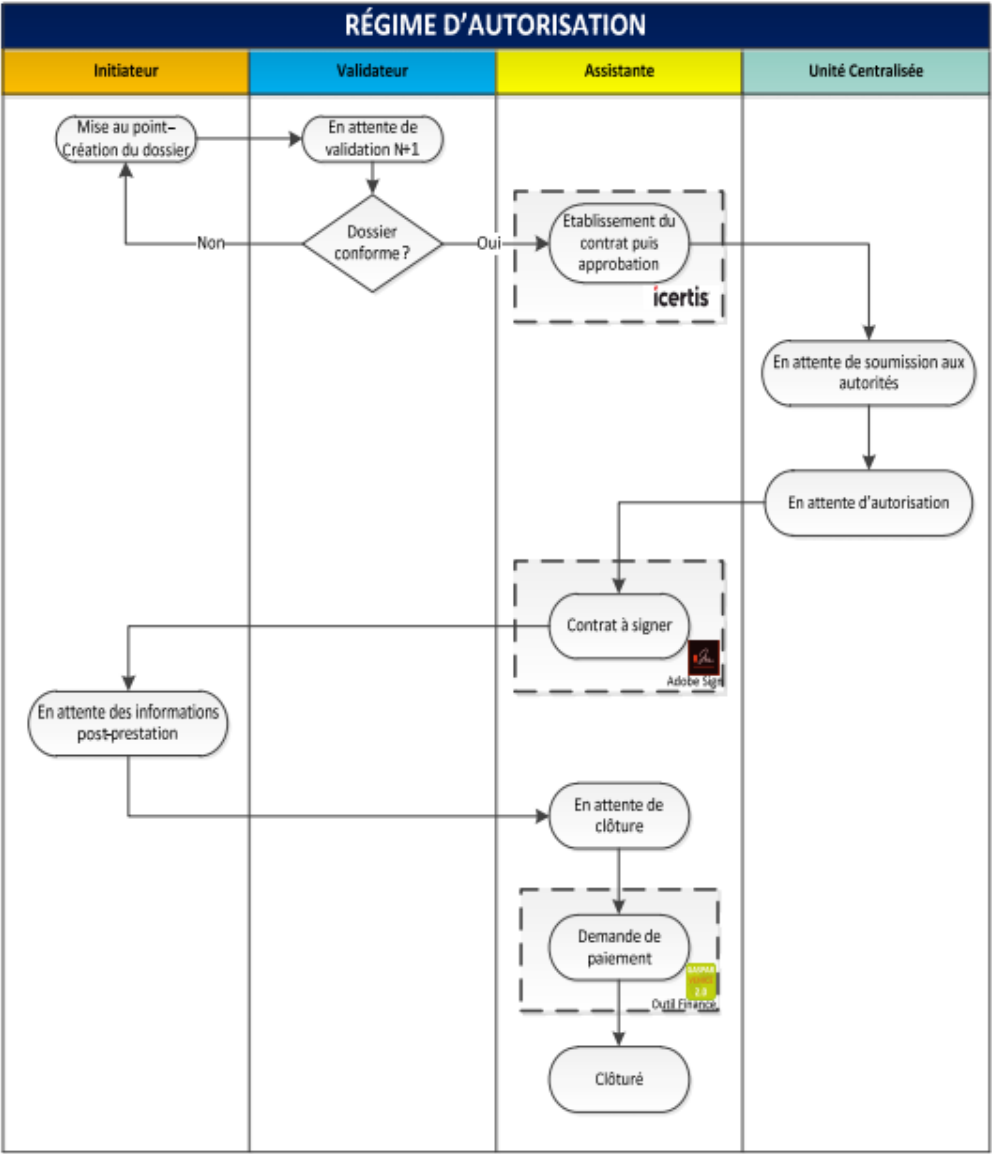 RÉGIME D'AUTORISATION
Initiateur
Validateur
Assistante
Unité Centralisée
Mise au point–
Création du dossier
En attente de
validation N+1
Dossier
conforme ?
Non
Oui
Etablissement du
contrat puis
approbation
icertis
En attente de soumission aux
autorités
En attente d'autorisation
Contrat à signer
Adobe Sign
En attente des informations
post-prestation
En attente de
clôture
Demande de
paiement
GASPAR
2.0
Outil Finance
Clôturé